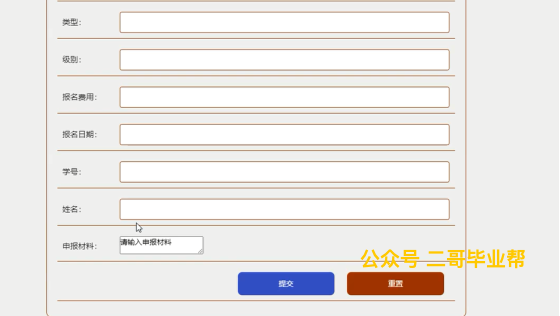 类型：
级别：
报名费用：
报名日期：
学号：
姓名：
申报材料： 请输入申报材料
公众号 二哥毕业帮
提交 重置